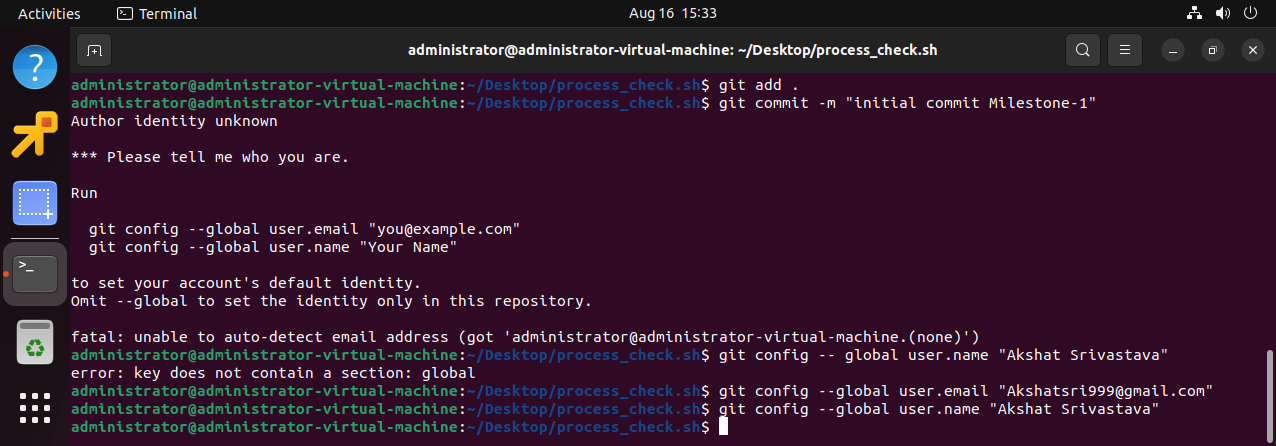 Activities
Terminal
Aug 16 15:33
administrator@administrator-virtual-machine: ~/Desktop/process_check.sh
administrator@administrator-virtual-machine:~/Desktop/process_check.sh$ git add .
administrator@administrator-virtual-machine:~/Desktop/process_check.sh$ git commit -m "initial commit Milestone-1"
Author identity unknown
*** Please tell me who you are.
Run
git config --global user.email "you@example.com"
git config --global user.name "Your Name"
to set your account's default identity.
Omit --global to set the identity only in this repository.
fatal: unable to auto-detect email address (got 'administrator@administrator-virtual-machine.(none)')
administrator@administrator-virtual-machine:~/Desktop/process_check.sh$ git config -- global user.name "Akshat Srivastava"
error: key does not contain a section: global
administrator@administrator-virtual-machine:~/Desktop/process_check.sh$ git config --global user.email "Akshatsri999@gmail.com"
administrator@administrator-virtual-machine:~/Desktop/process_check.sh$ git config --global user.name "Akshat Srivastava"
administrator@administrator-virtual-machine:~/Desktop/process_check.sh$